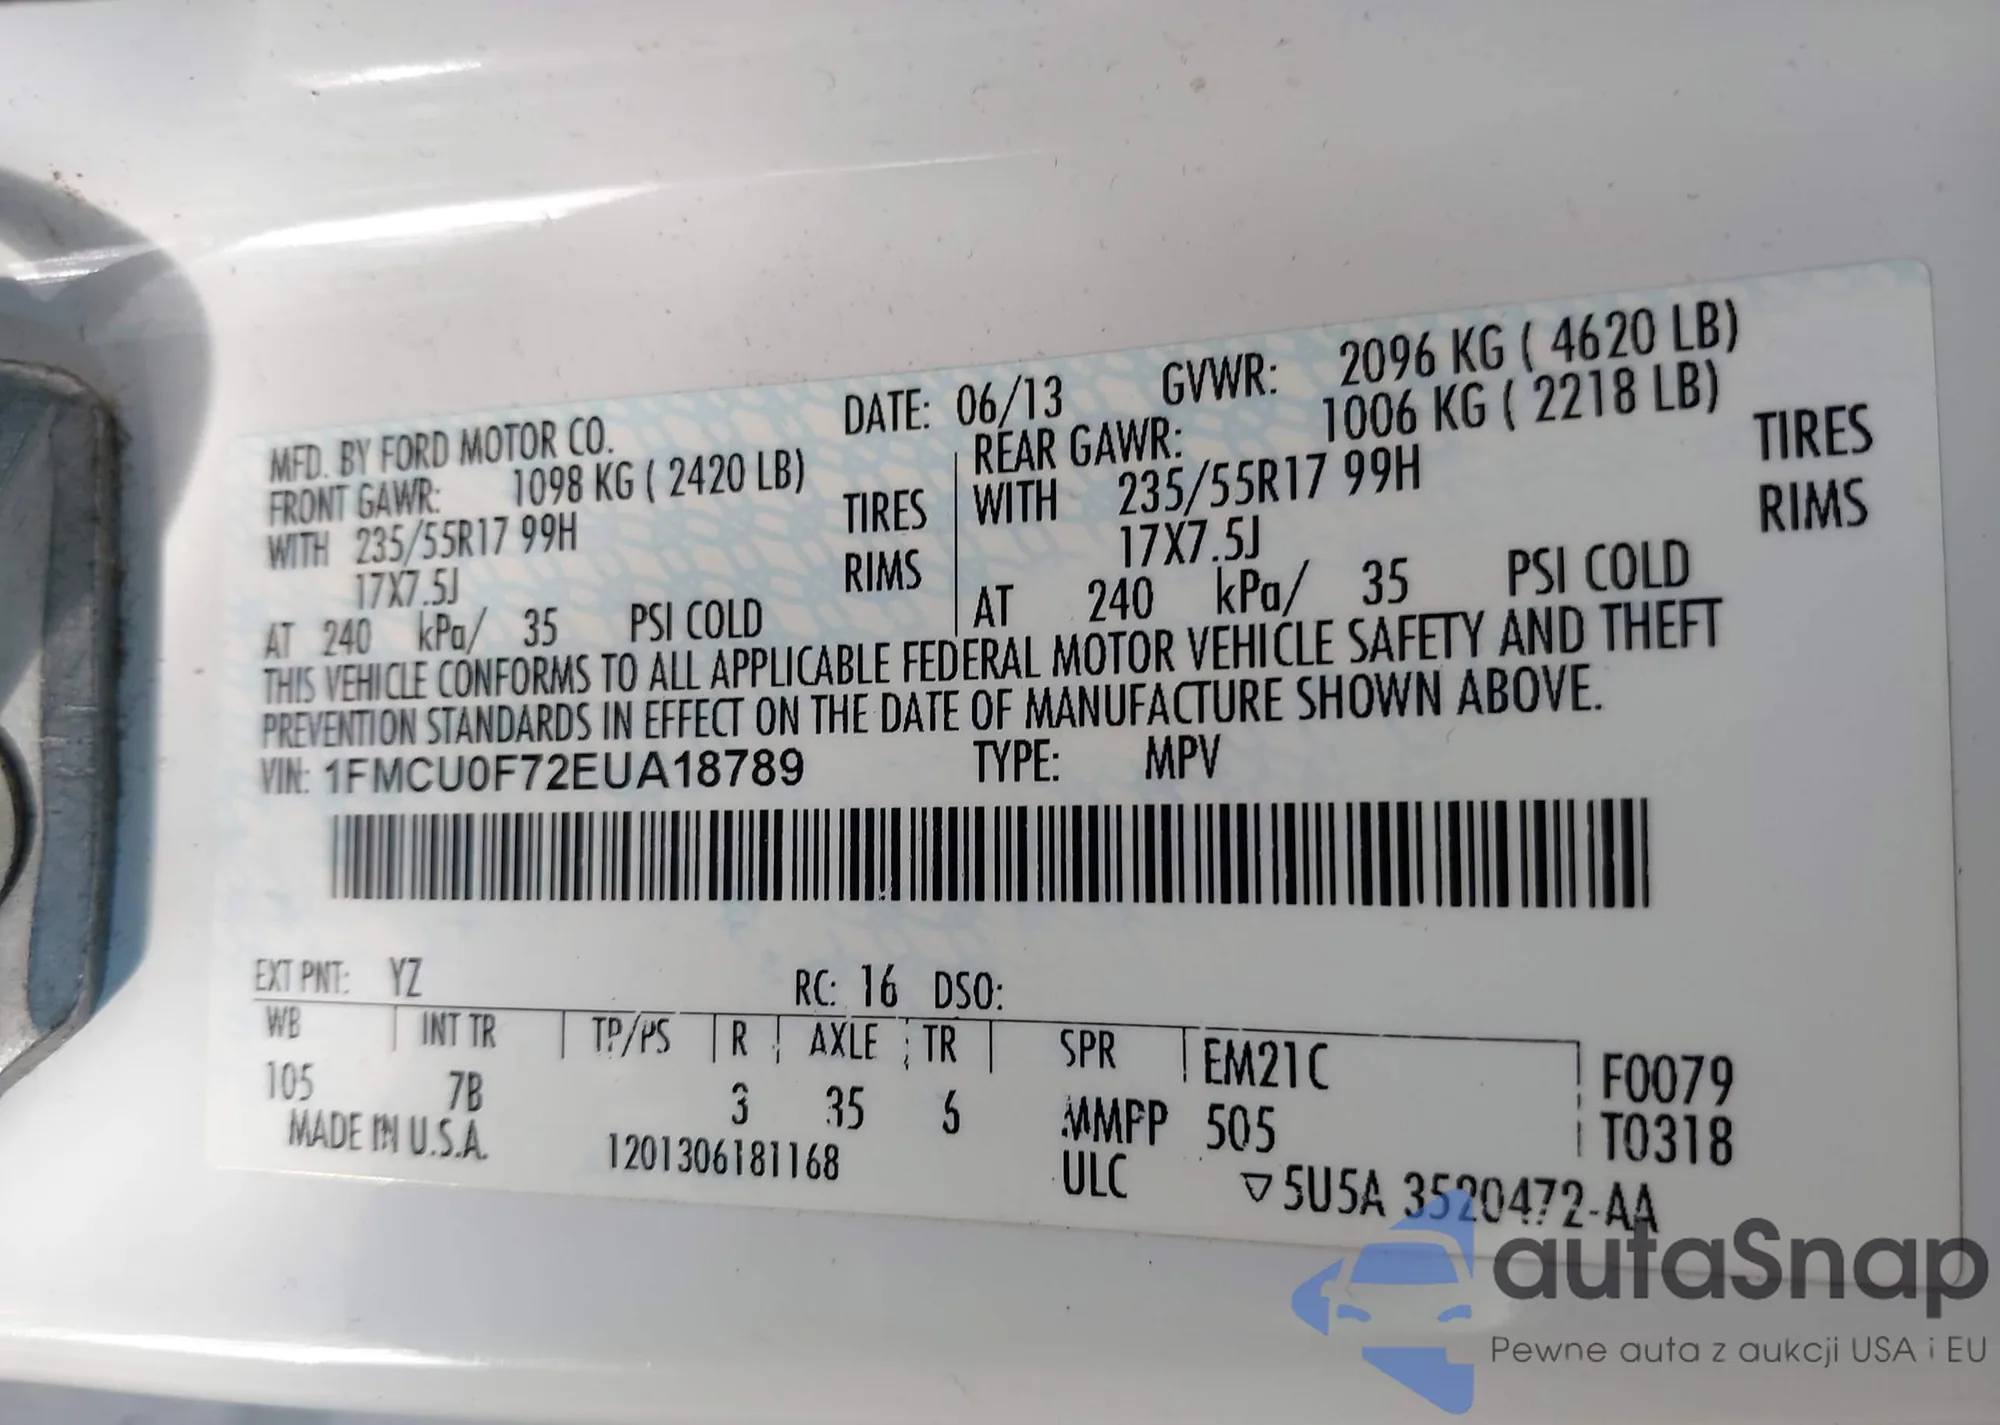 MFD. BY FORD MOTOR CO. DATE: 06/13 GVWR: 2096 KG ( 4620 LB)
FRONT GAWR: 1098 KG ( 2420 LB) REAR GAWR: 1006 KG ( 2218 LB)
WITH 235/55R17 99H TIRES WITH 235/55R17 99H TIRES
17X7.5J RIMS 17X7.5J RIMS
AT 240 kPa/ 35 PSI COLD AT 240 kPa/ 35 PSI COLD
THIS VEHICLE CONFORMS TO ALL APPLICABLE FEDERAL MOTOR VEHICLE SAFETY AND THEFT
PREVENTION STANDARDS IN EFFECT ON THE DATE OF MANUFACTURE SHOWN ABOVE.
VIN: 1FMCU0F72EUA18789 TYPE: MPV
EXT PNT: YZ RC: 16 DSO:
WB INT TR TP/PS R AXLE TR SPR EM21C F0079
105 7B 3 35 6 MMPP 505 T0318
MADE IN U.S.A. 1201306181168 ULC ▽5U5A 3520472-AA
autaSnap
Pewne auta z aukcji USA i EU